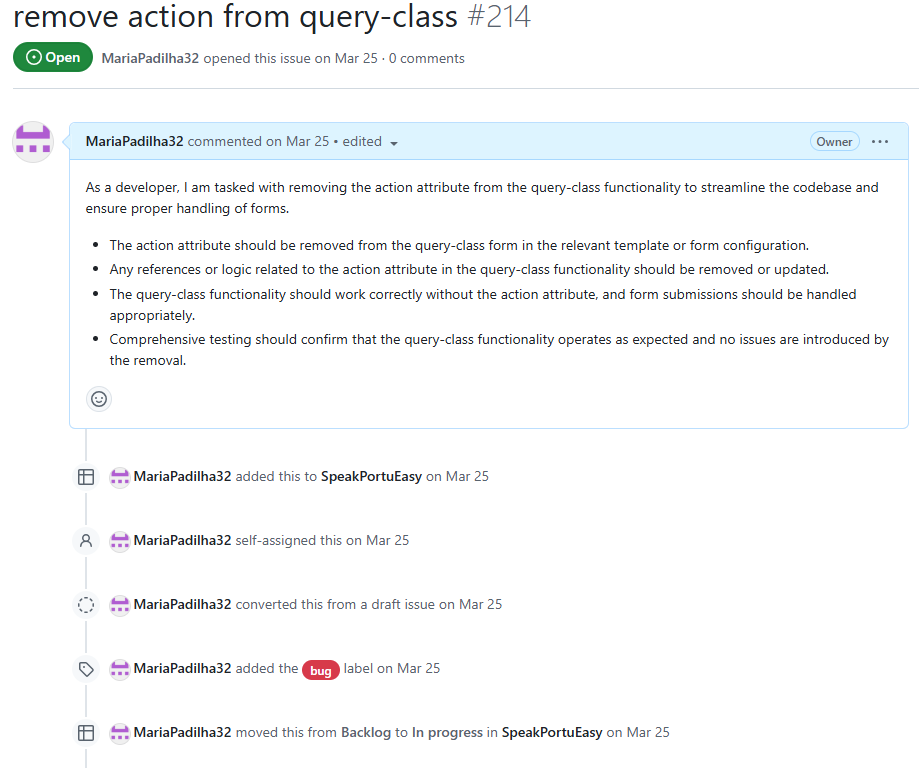 remove action from query-class #214
Open MariaPadilha32 opened this issue on Mar 25 · 0 comments
MariaPadilha32 commented on Mar 25 • edited Owner
As a developer, I am tasked with removing the action attribute from the query-class functionality to streamline the codebase and
ensure proper handling of forms.
• The action attribute should be removed from the query-class form in the relevant template or form configuration.
• Any references or logic related to the action attribute in the query-class functionality should be removed or updated.
• The query-class functionality should work correctly without the action attribute, and form submissions should be handled
appropriately.
• Comprehensive testing should confirm that the query-class functionality operates as expected and no issues are introduced by
the removal.
MariaPadilha32 added this to SpeakPortuEasy on Mar 25
MariaPadilha32 self-assigned this on Mar 25
MariaPadilha32 converted this from a draft issue on Mar 25
MariaPadilha32 added the bug label on Mar 25
MariaPadilha32 moved this from Backlog to In progress in SpeakPortuEasy on Mar 25